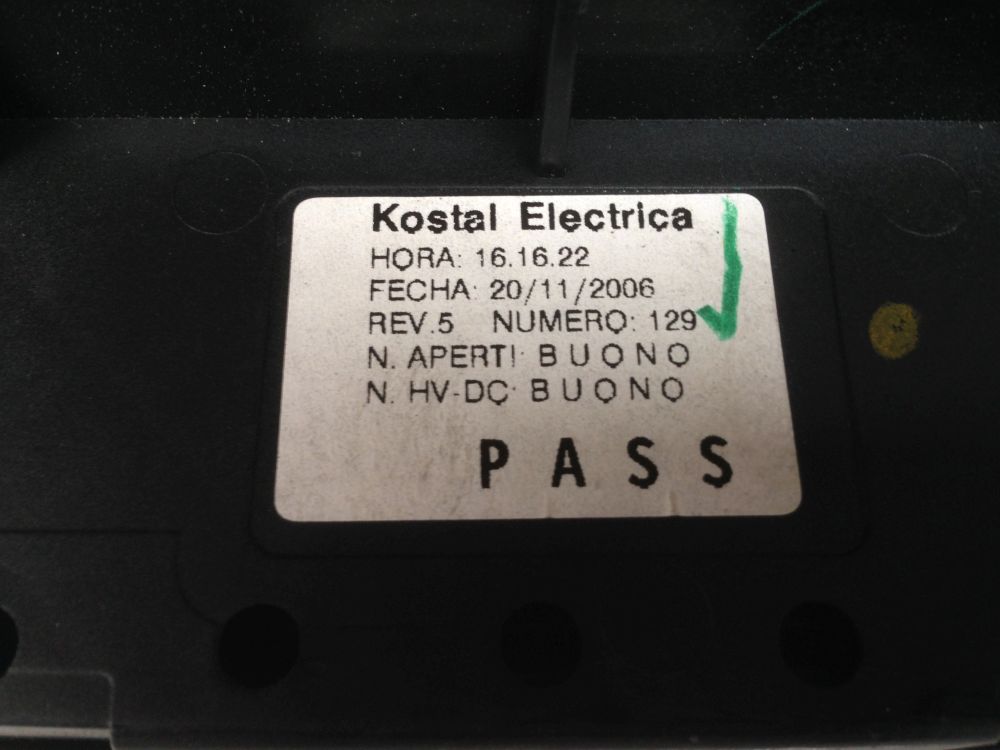 Kostal Electrica
HORA: 16.16.22
FECHA: 20/11/2006
REV.5 NUMERO: 129
N. APERTI: BUONO
N. HV-DC: BUONO
PASS